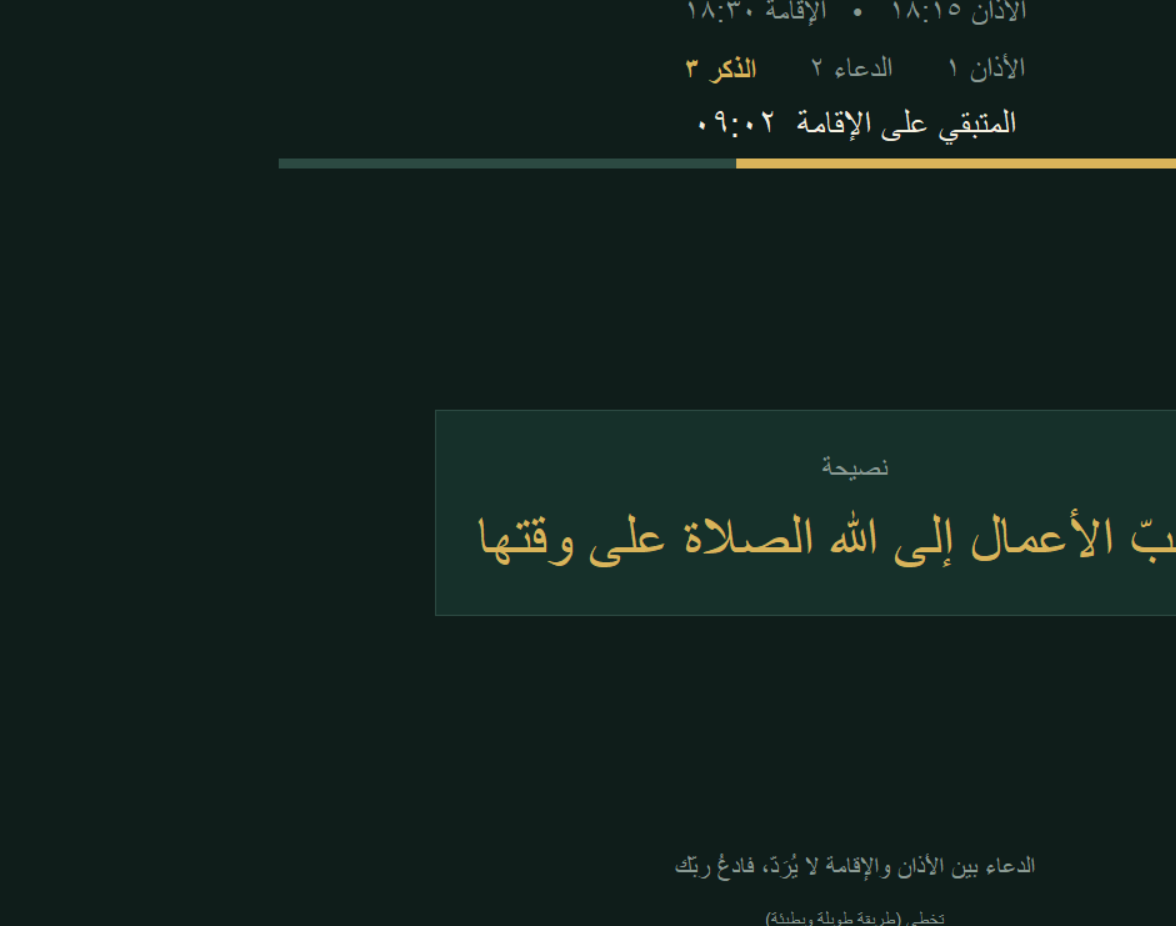 الأذان ١٨:١٥ • الإقامة ١٨:٣٠
الأذان ١ الدعاء ٢ الذكر ٣
المتبقي على الإقامة ٠٩:٠٢
نصيحة
الأعمال إلى الله الصلاة على وقتها
الدعاء بين الأذان والإقامة لا يُرَدّ، فادعُ ربّك
تخطي (طريقة طويلة وبطيئة)